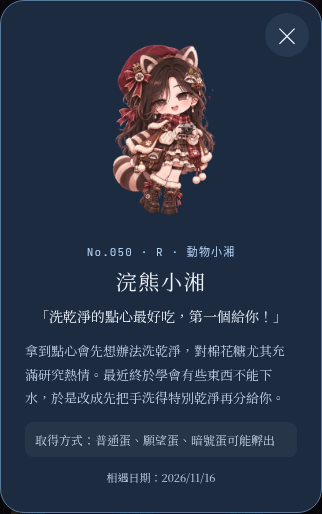 No.050 · R · 動物小湘
浣熊小湘
「洗乾淨的點心最好吃，第一個給你！」
拿到點心會先想辦法洗乾淨，對棉花糖尤其充
滿研究熱情。最近終於學會有些東西不能下
水，於是改成先把手洗得特別乾淨再分給你。
取得方式：普通蛋、願望蛋、暗號蛋可能孵出
相遇日期：2026/11/16